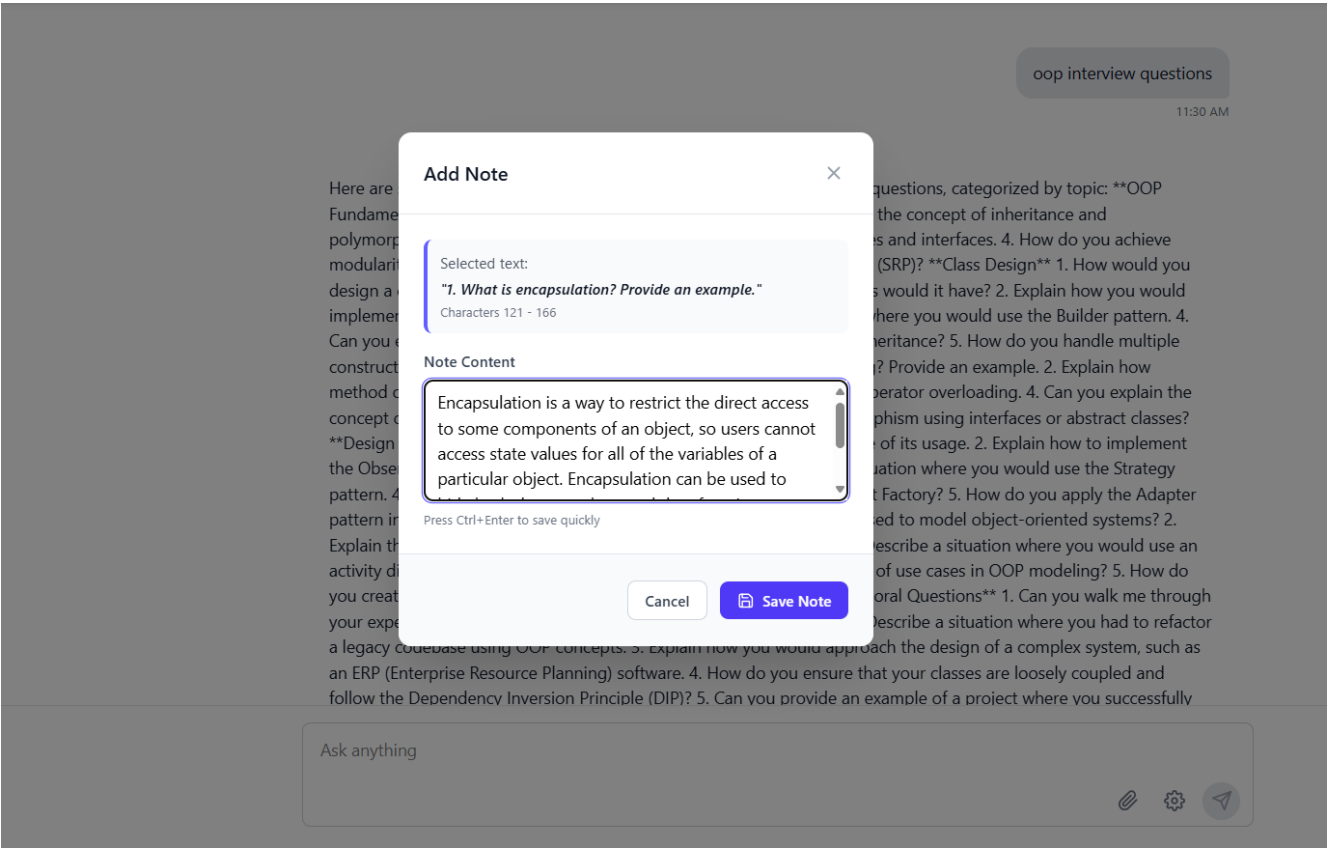 oop interview questions
11:30 AM
Add Note
Here are
questions, categorized by topic: **OOP
Fundame
the concept of inheritance and
polymorp
es and interfaces. 4. How do you achieve
modularit
(SRP)? **Class Design** 1. How would you
design a
s would it have? 2. Explain how you would
implemer
here you would use the Builder pattern. 4.
Can you e
heritance? 5. How do you handle multiple
construct
? Provide an example. 2. Explain how
method c
perator overloading. 4. Can you explain the
concept c
phism using interfaces or abstract classes?
**Design
of its usage. 2. Explain how to implement
the Obser
uation where you would use the Strategy
pattern. 4
t Factory? 5. How do you apply the Adapter
pattern in
sed to model object-oriented systems? 2.
Explain th
Describe a situation where you would use an
activity di
of use cases in OOP modeling? 5. How do
you creat
oral Questions** 1. Can you walk me through
your expe
Describe a situation where you had to refactor
a legacy codebase using OOP concepts. 3. Explain how you would approach the design of a complex system, such as
an ERP (Enterprise Resource Planning) software. 4. How do you ensure that your classes are loosely coupled and
follow the Dependency Inversion Principle (DIP)? 5. Can you provide an example of a project where you successfully
Selected text:
"1. What is encapsulation? Provide an example."
Characters 121 - 166
Note Content
Encapsulation is a way to restrict the direct access
to some components of an object, so users cannot
access state values for all of the variables of a
particular object. Encapsulation can be used to
Press Ctrl+Enter to save quickly
Cancel
Save Note
Ask anything